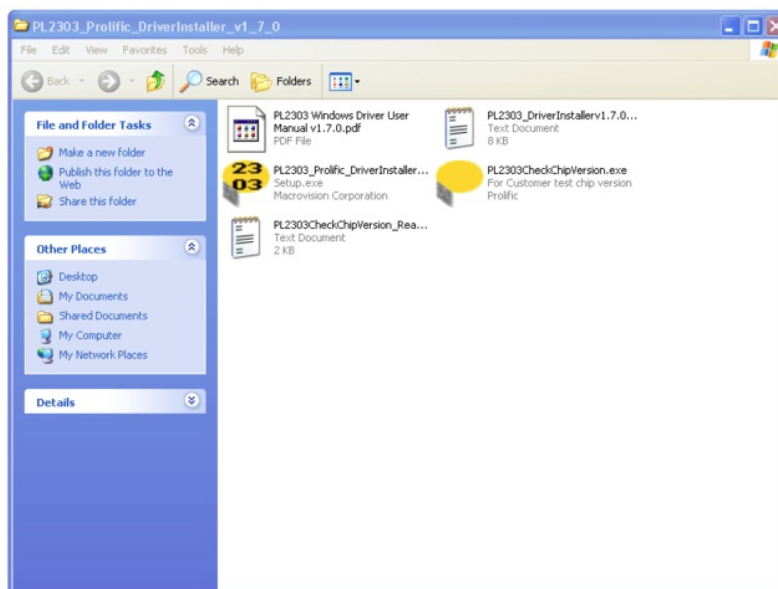 PL2303_Prolific_DriverInstaller_v1_7_0
File Edit View Favorites Tools Help
Back Search Folders
File and Folder Tasks
Make a new folder
Publish this folder to the
Web
Share this folder
Other Places
Desktop
My Documents
Shared Documents
My Computer
My Network Places
Details
PL2303 Windows Driver User
Manual v1.7.0.pdf
PDF File
PL2303_DriverInstallerv1.7.0...
Text Document
8 KB
23
03
PL2303_Prolific_DriverInstaller...
Setup.exe
Macrovision Corporation
PL2303CheckChipVersion.exe
For Customer test chip version
Prolific
PL2303CheckChipVersion_Rea...
Text Document
2 KB